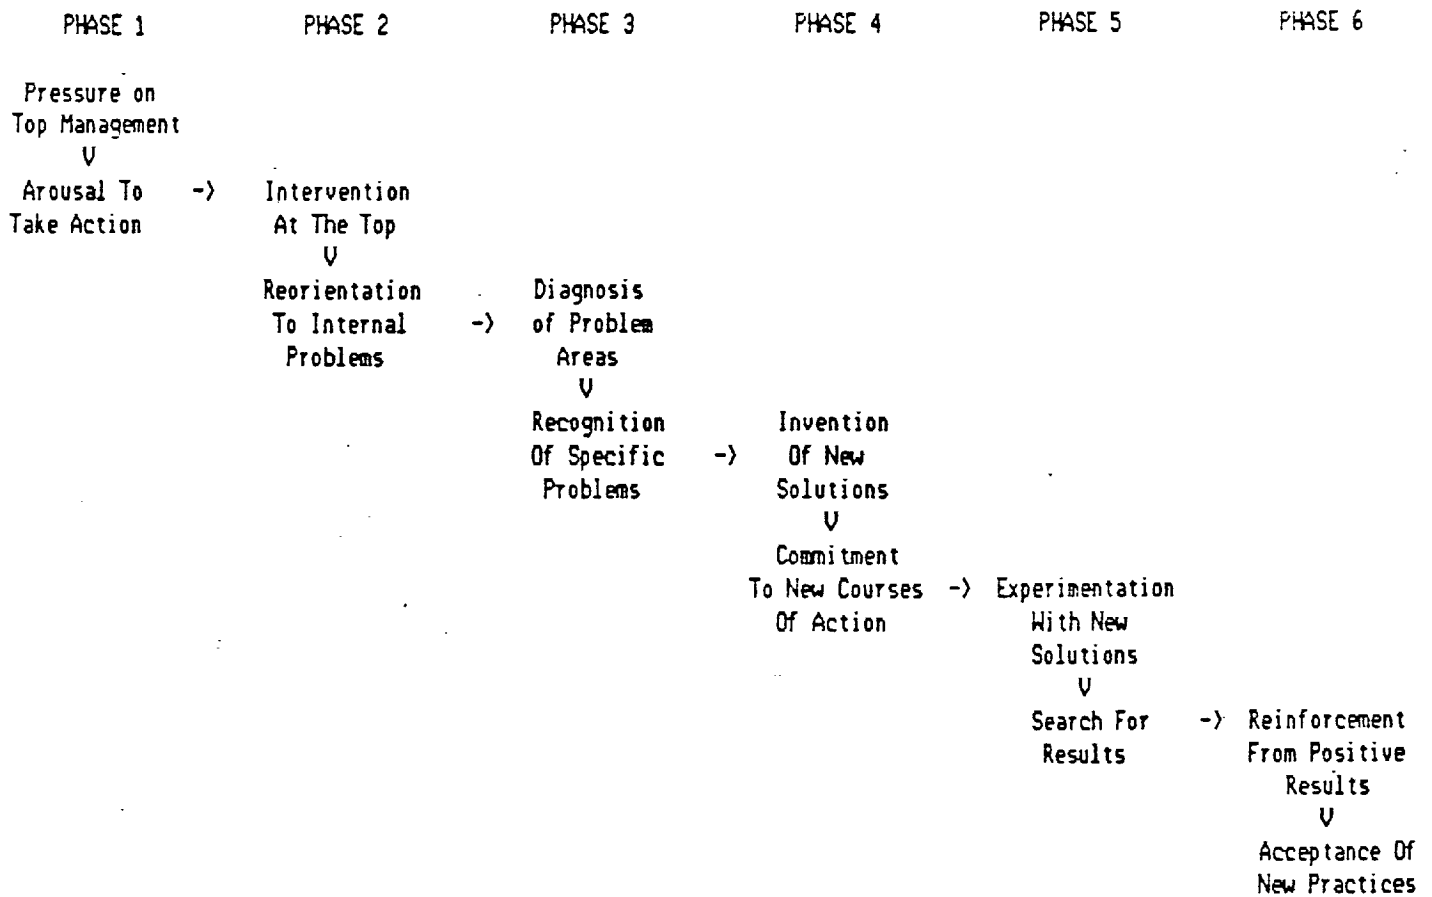 PHASE 1 PHASE 2 PHASE 3 PHASE 4 PHASE 5 PHASE 6
Pressure on
Top Management
V
Arousal To -> Intervention
Take Action At The Top
V
Reorientation Diagnosis
To Internal -> of Problem
Problems Areas
V
Recognition Invention
Of Specific -> Of New
Problems Solutions
V
Commitment
To New Courses -> Experimentation
Of Action With New
Solutions
V
Search For -> Reinforcement
Results From Positive
Results
V
Acceptance Of
New Practices